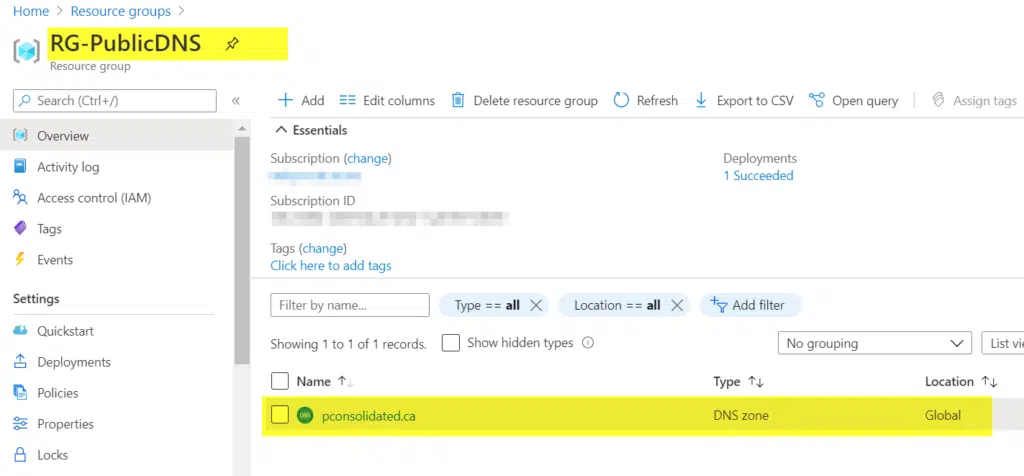 Home > Resource groups >
RG-PublicDNS
Resource group
Search (Ctrl+/)
«
Add
Edit columns
Delete resource group
Refresh
Export to CSV
Open query
Assign tags
Overview
Activity log
Access control (IAM)
Tags
Events
Settings
Quickstart
Deployments
Policies
Properties
Locks
Essentials
Subscription (change)
Subscription ID
Tags (change)
Click here to add tags
Deployments
1 Succeeded
Filter by name...
Type == all
Location == all
Add filter
Showing 1 to 1 of 1 records.
Show hidden types
No grouping
List vie
Name ↑↓ Type ↑↓ Location ↑↓
DNS pconsolidated.ca DNS zone Global